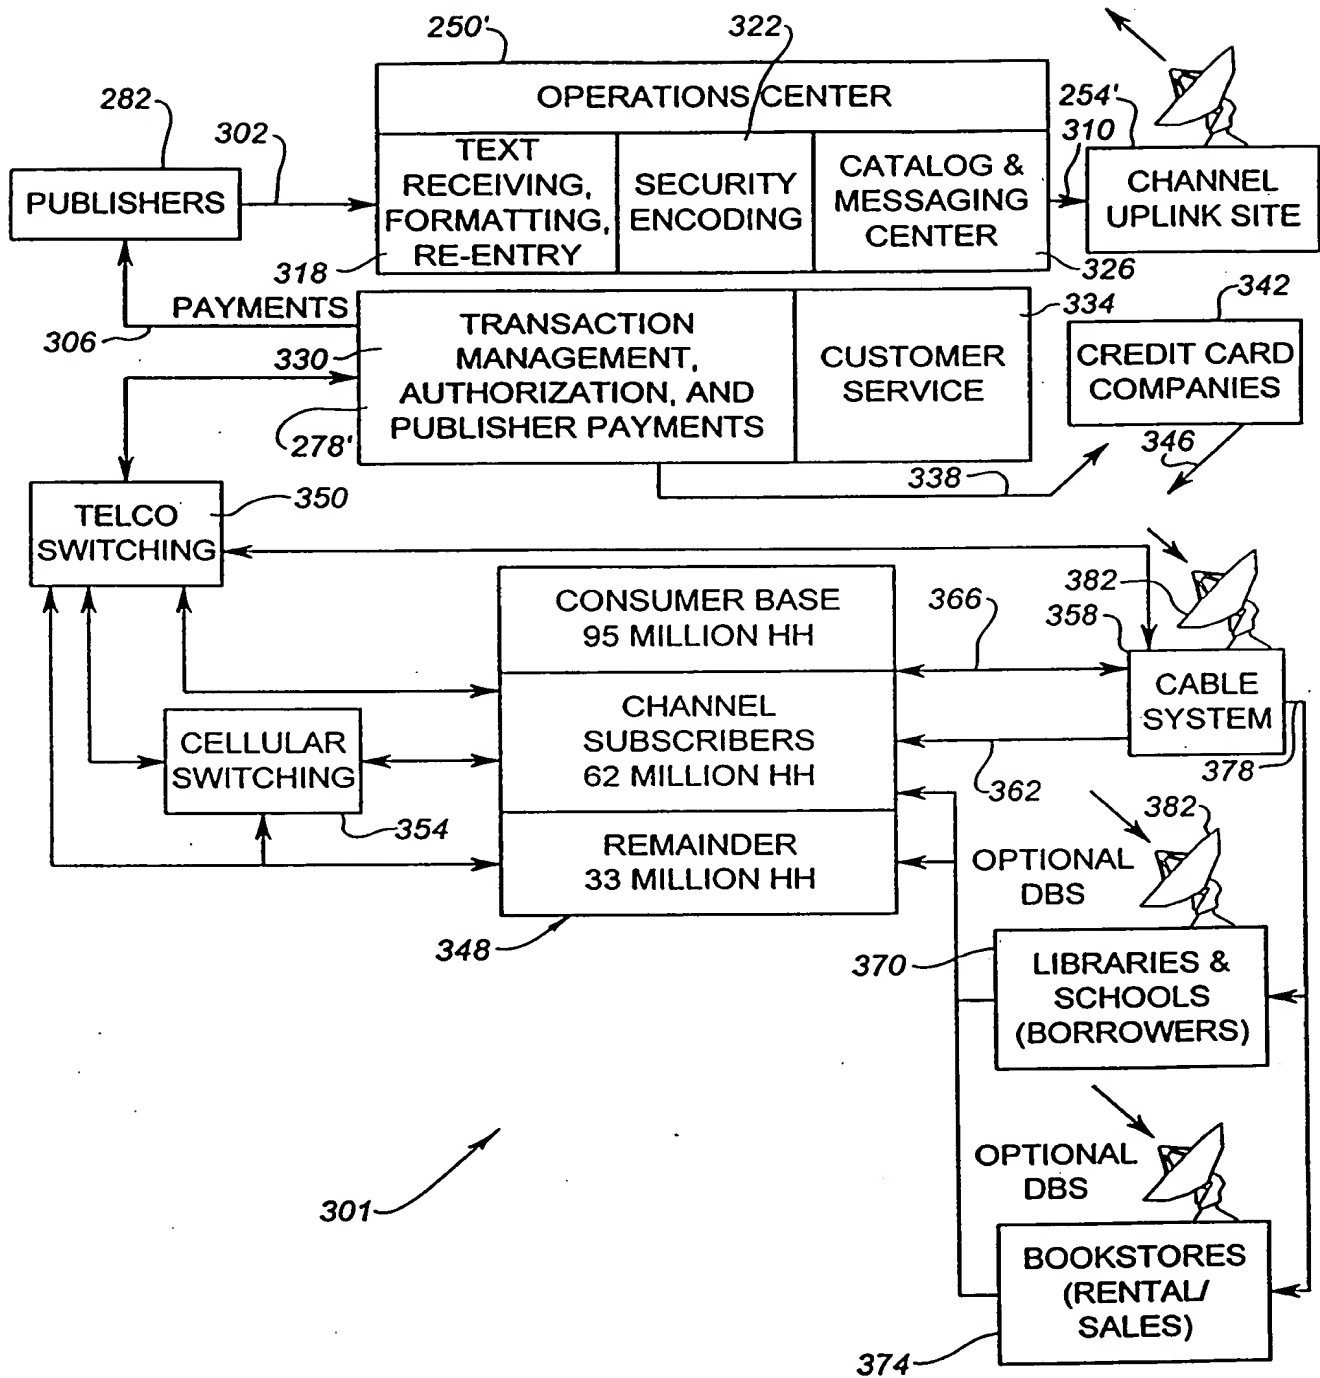 250'
322
OPERATIONS CENTER
282
302
254'
310
PUBLISHERS
TEXT
RECEIVING,
FORMATTING,
RE-ENTRY
318
SECURITY
ENCODING
CATALOG &
MESSAGING
CENTER
326
CHANNEL
UPLINK SITE
PAYMENTS
306
330
TRANSACTION
MANAGEMENT,
AUTHORIZATION, AND
PUBLISHER PAYMENTS
278'
334
CUSTOMER
SERVICE
342
CREDIT CARD
COMPANIES
346
338
TELCO
SWITCHING
350
CONSUMER BASE
95 MILLION HH
366
382
358
CABLE
SYSTEM
CHANNEL
SUBSCRIBERS
62 MILLION HH
CELLULAR
SWITCHING
354
362
378
REMAINDER
33 MILLION HH
348
382
OPTIONAL
DBS
370
LIBRARIES &
SCHOOLS
(BORROWERS)
301
OPTIONAL
DBS
BOOKSTORES
(RENTAL/
SALES)
374